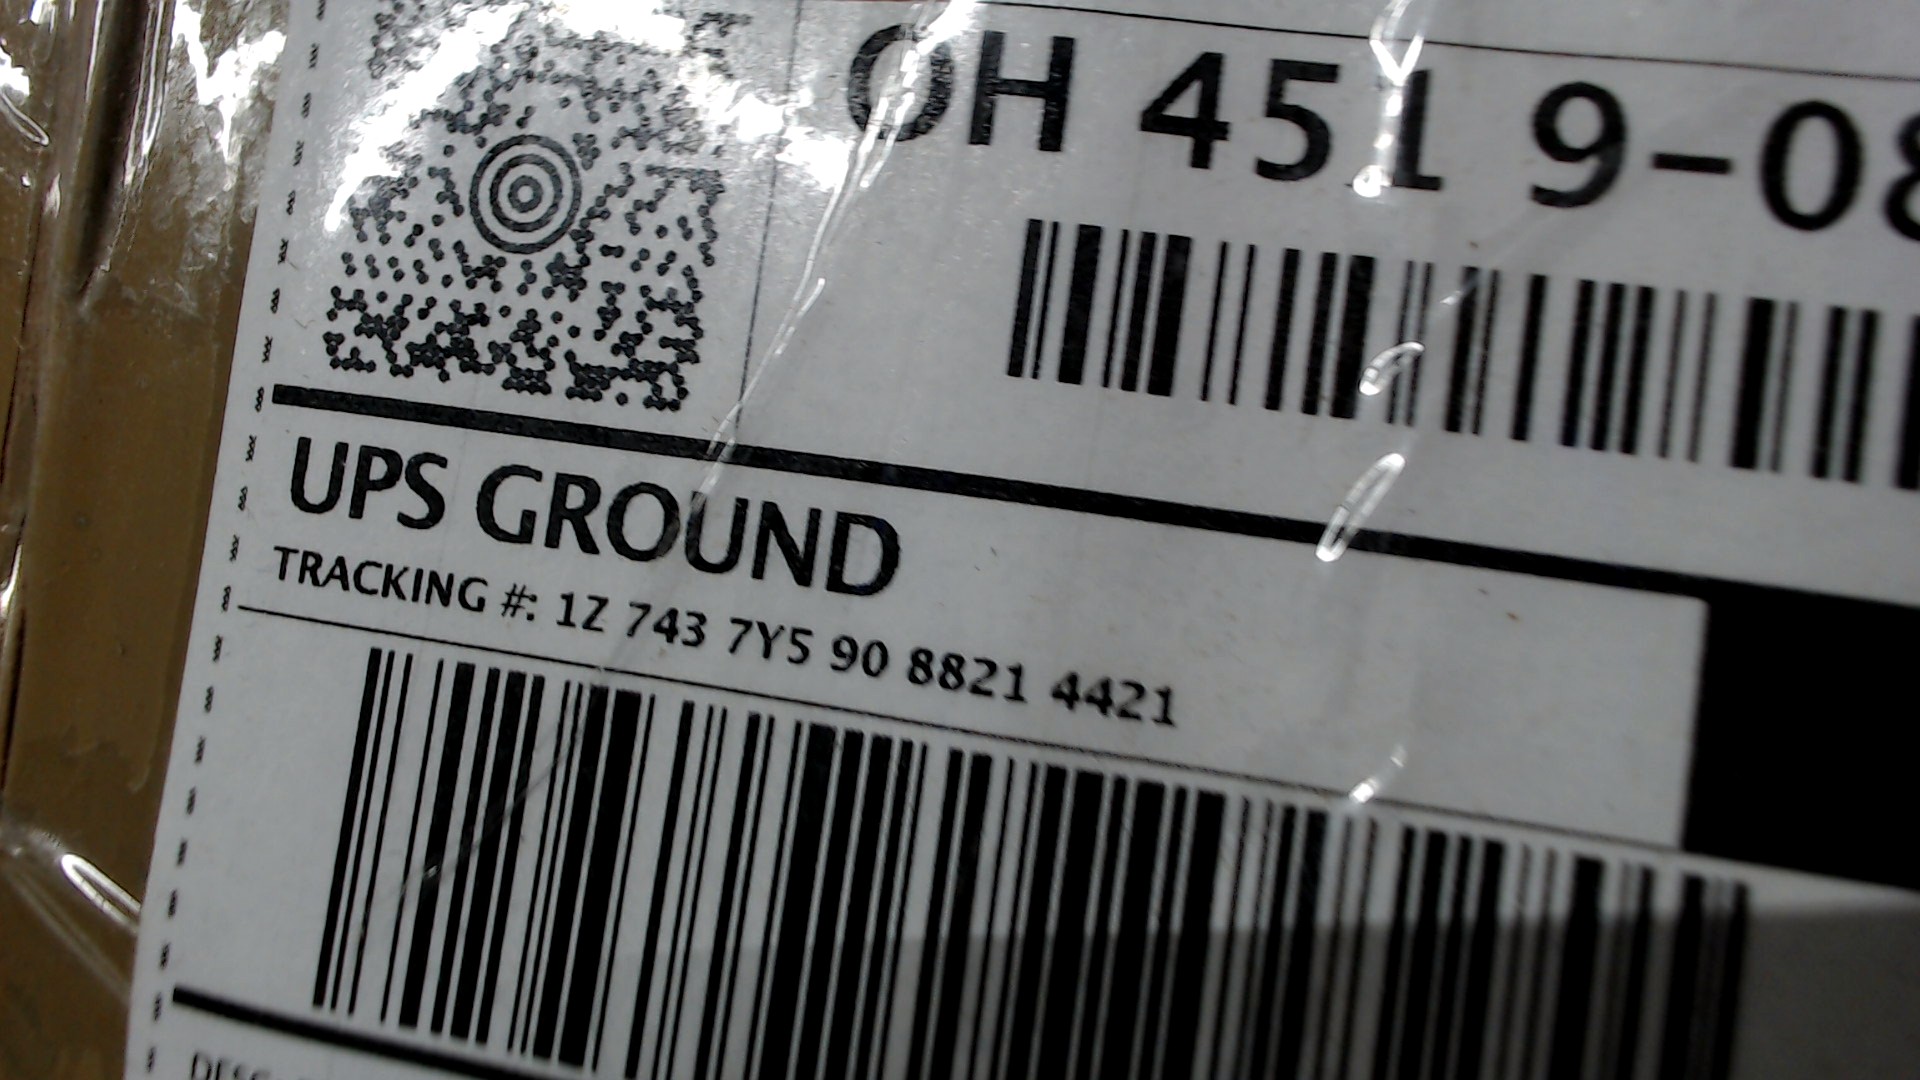 OH 451 9-08
UPS GROUND
TRACKING #: 1Z 743 7Y5 90 8821 4421